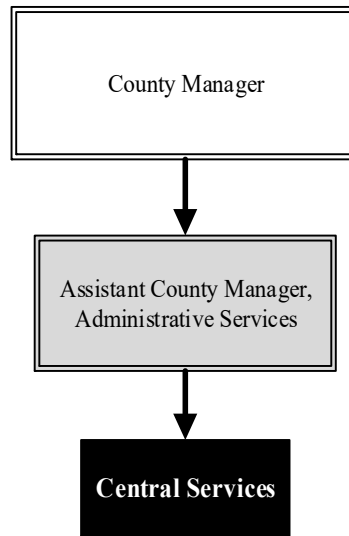 County Manager
Assistant County Manager,
Administrative Services
Central Services